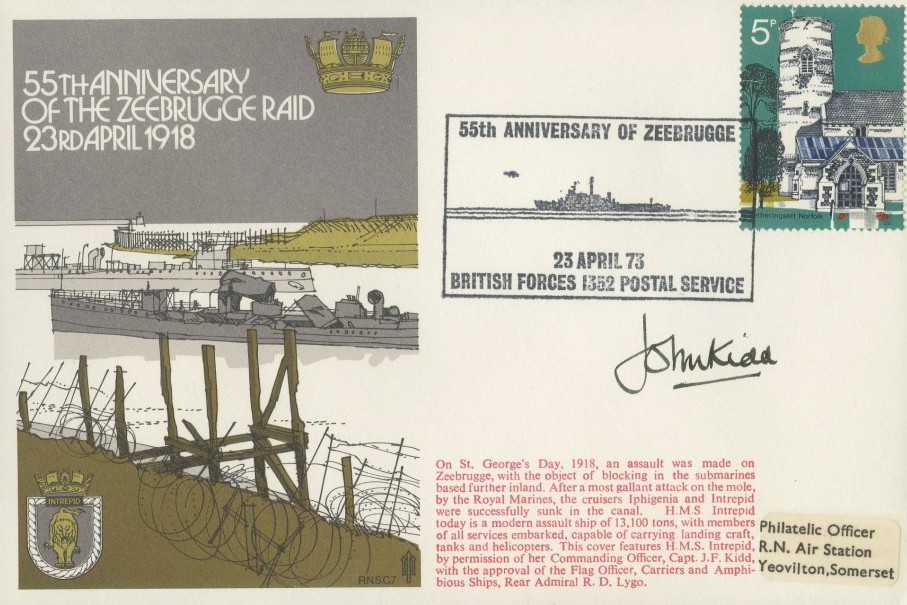 55TH ANNIVERSARY
OF THE ZEEBRUGGE RAID
23RD APRIL 1918
INTREPID
R.N.S.C.7
5P
etheringsett Norfolk
55th ANNIVERSARY OF ZEEBRUGGE
23 APRIL 73
BRITISH FORCES 1352 POSTAL SERVICE
John Kidd
On St. George's Day, 1918, an assault was made on
Zeebrugge, with the object of blocking in the submarines
based further inland. After a most gallant attack on the mole,
by the Royal Marines, the cruisers Iphigenia and Intrepid
were successfully sunk in the canal. H.M.S. Intrepid
today is a modern assault ship of 13,100 tons, with members
of all services embarked, capable of carrying landing craft,
tanks and helicopters. This cover features H.M.S. Intrepid,
by permission of her Commanding Officer, Capt. J.F. Kidd,
with the approval of the Flag Officer, Carriers and Amphi-
bious Ships, Rear Admiral R. D. Lygo.
Philatelic Officer
R.N. Air Station
Yeovilton, Somerset